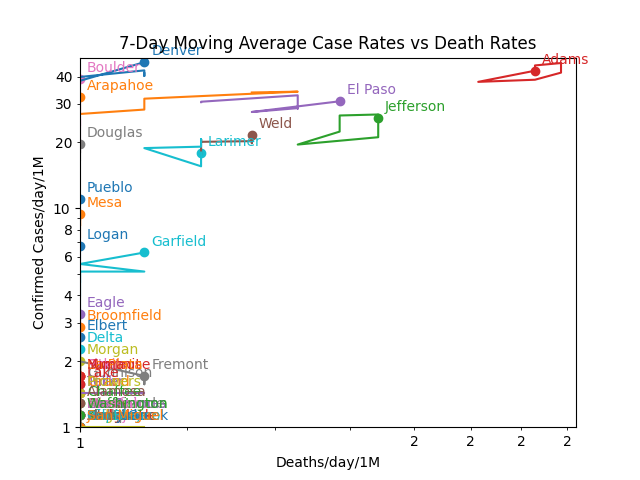 7-Day Moving Average Case Rates vs Death Rates
Denver
Adams
Boulder
Arapahoe
El Paso
Jefferson
Weld
Douglas
Larimer
Pueblo
Mesa
Logan
Garfield
Eagle
Broomfield
Elbert
Delta
Morgan
Fremont
Confirmed Cases/day/1M
40
30
20
10
8
6
4
3
2
1
1
2
2
2
2
Deaths/day/1M